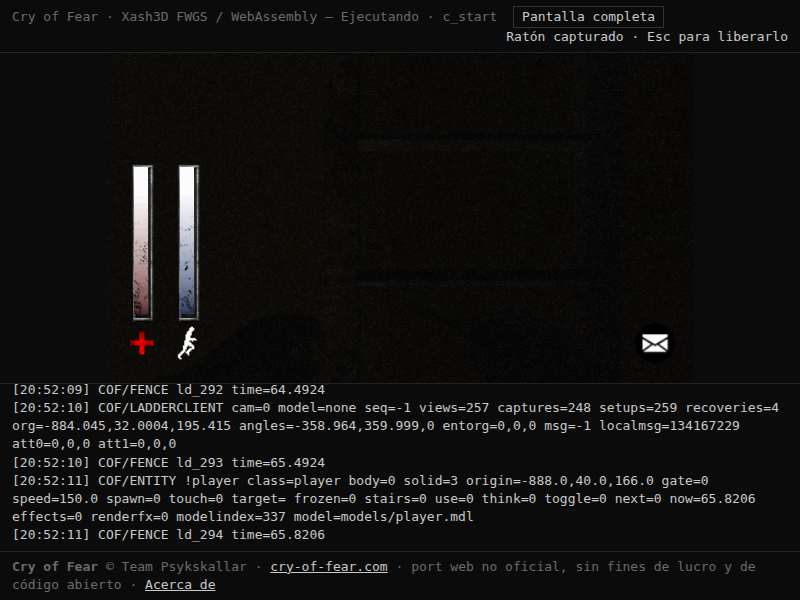 Cry of Fear · Xash3D FWGS / WebAssembly — Ejecutando · c_start
Pantalla completa
Ratón capturado · Esc para liberarlo
[20:52:09] COF/FENCE ld_292 time=64.4924
[20:52:10] COF/LADDERCLIENT cam=0 model=none seq=-1 views=257 captures=248 setups=259 recoveries=4
org=-884.045,32.0004,195.415 angles=-358.964,359.999,0 entorg=0,0,0 msg=-1 localmsg=134167229
att0=0,0,0 att1=0,0,0
[20:52:10] COF/FENCE ld_293 time=65.4924
[20:52:11] COF/ENTITY !player class=player body=0 solid=3 origin=-888.0,40.0,166.0 gate=0
speed=150.0 spawn=0 touch=0 target= frozen=0 stairs=0 use=0 think=0 toggle=0 next=0 now=65.8206
effects=0 renderfx=0 modelindex=337 model=models/player.mdl
[20:52:11] COF/FENCE ld_294 time=65.8206
Cry of Fear © Team Psykskallar · cry-of-fear.com · port web no oficial, sin fines de lucro y de
código abierto · Acerca de